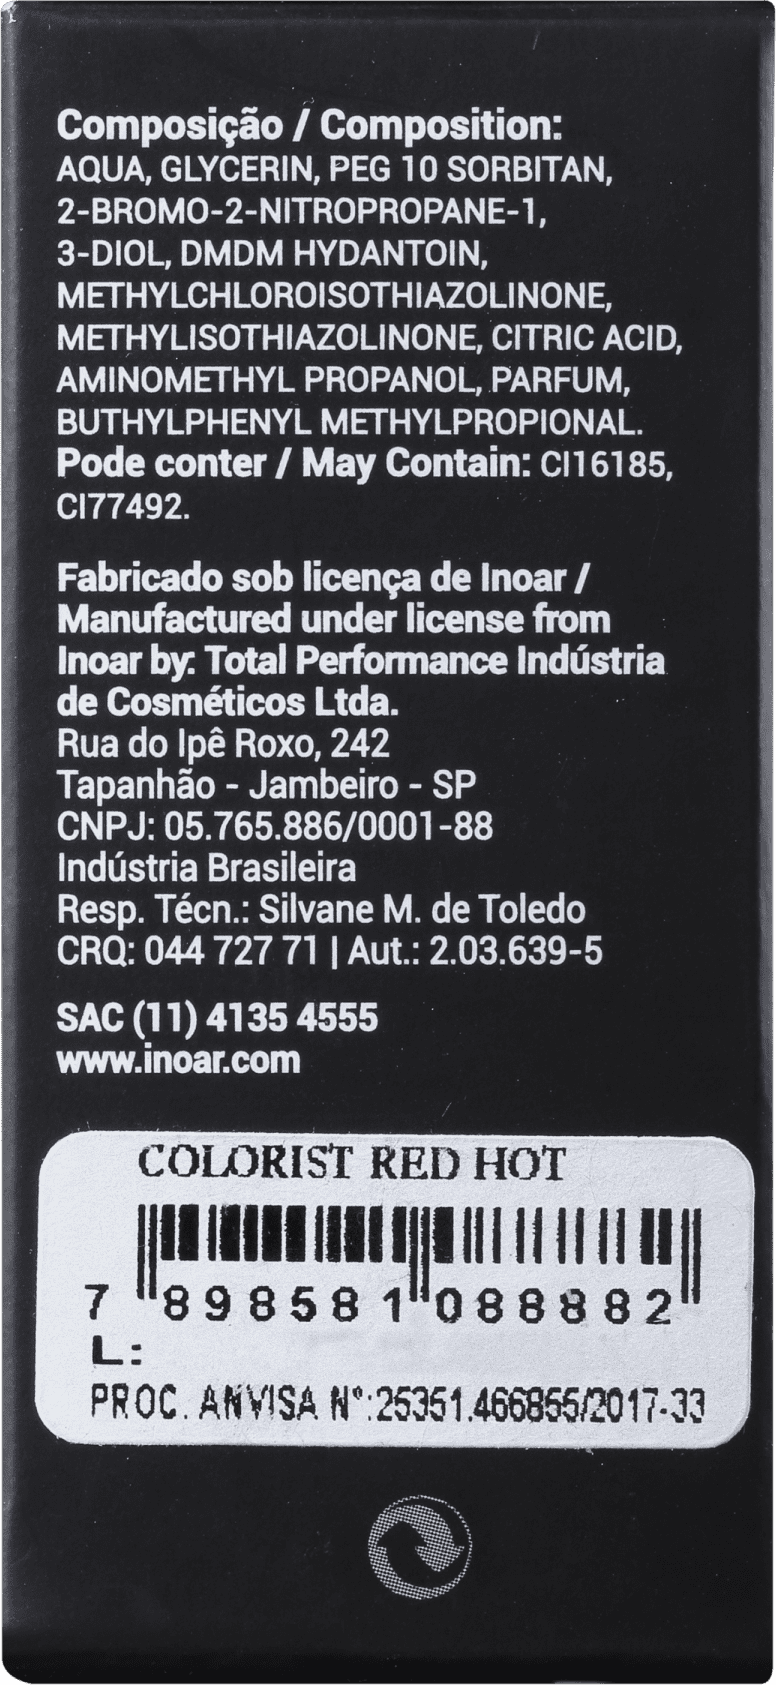 Composição / Composition:
AQUA, GLYCERIN, PEG 10 SORBITAN,
2-BROMO-2-NITROPROPANE-1,
3-DIOL, DMDM HYDANTOIN,
METHYLCHLOROISOTHIAZOLINONE,
METHYLISOTHIAZOLINONE, CITRIC ACID,
AMINOMETHYL PROPANOL, PARFUM,
BUTHYLPHENYL METHYLPROPIONAL.
Pode conter / May Contain: CI16185,
CI77492.
Fabricado sob licença de Inoar /
Manufactured under license from
Inoar by: Total Performance Indústria
de Cosméticos Ltda.
Rua do Ipê Roxo, 242
Tapanhão - Jambeiro - SP
CNPJ: 05.765.886/0001-88
Indústria Brasileira
Resp. Técn.: Silvane M. de Toledo
CRQ: 044 727 71 | Aut.: 2.03.639-5
SAC (11) 4135 4555
www.inoar.com
COLORIST RED HOT
7 898581 088882
L:
PROC. ANVISA Nº:25351.466855/2017-33